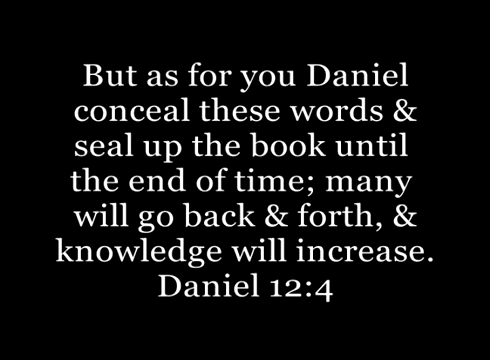 But as for you Daniel
conceal these words &
seal up the book until
the end of time; many
will go back & forth, &
knowledge will increase.
Daniel 12:4